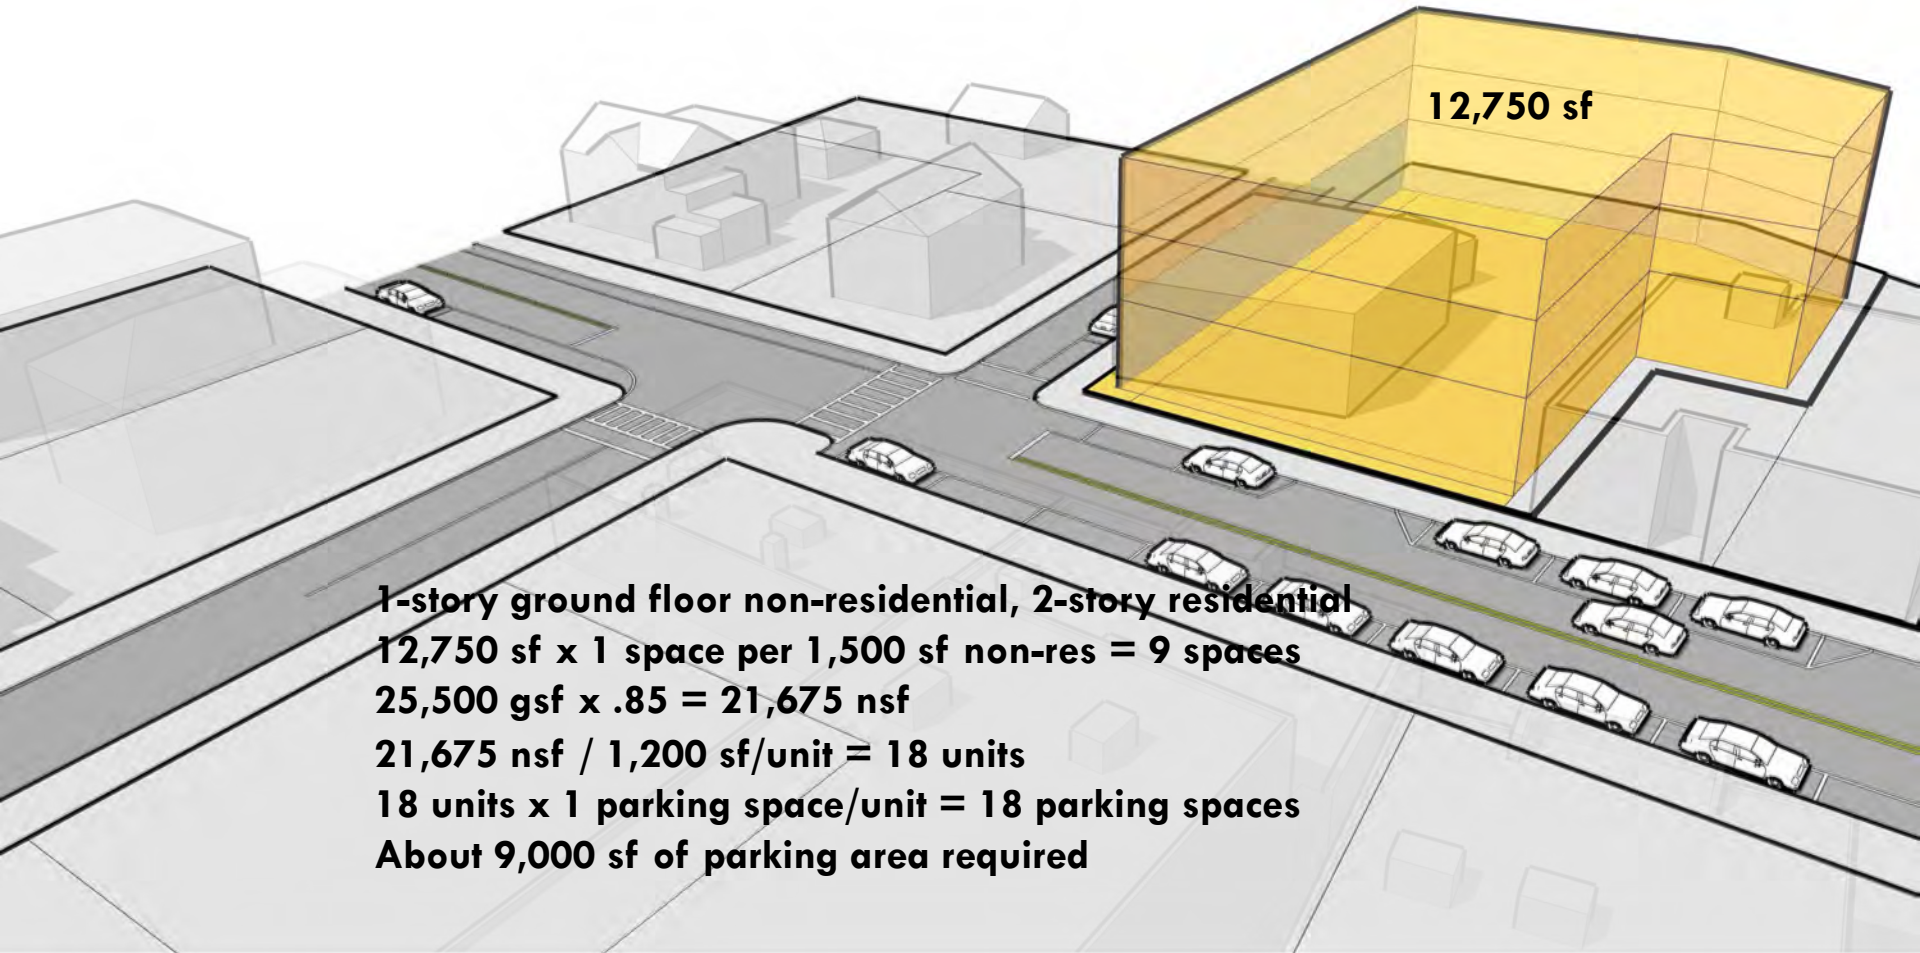 12,750 sf
1-story ground floor non-residential, 2-story residential
12,750 sf x 1 space per 1,500 sf non-res = 9 spaces
25,500 gsf x .85 = 21,675 nsf
21,675 nsf / 1,200 sf/unit = 18 units
18 units x 1 parking space/unit = 18 parking spaces
About 9,000 sf of parking area required